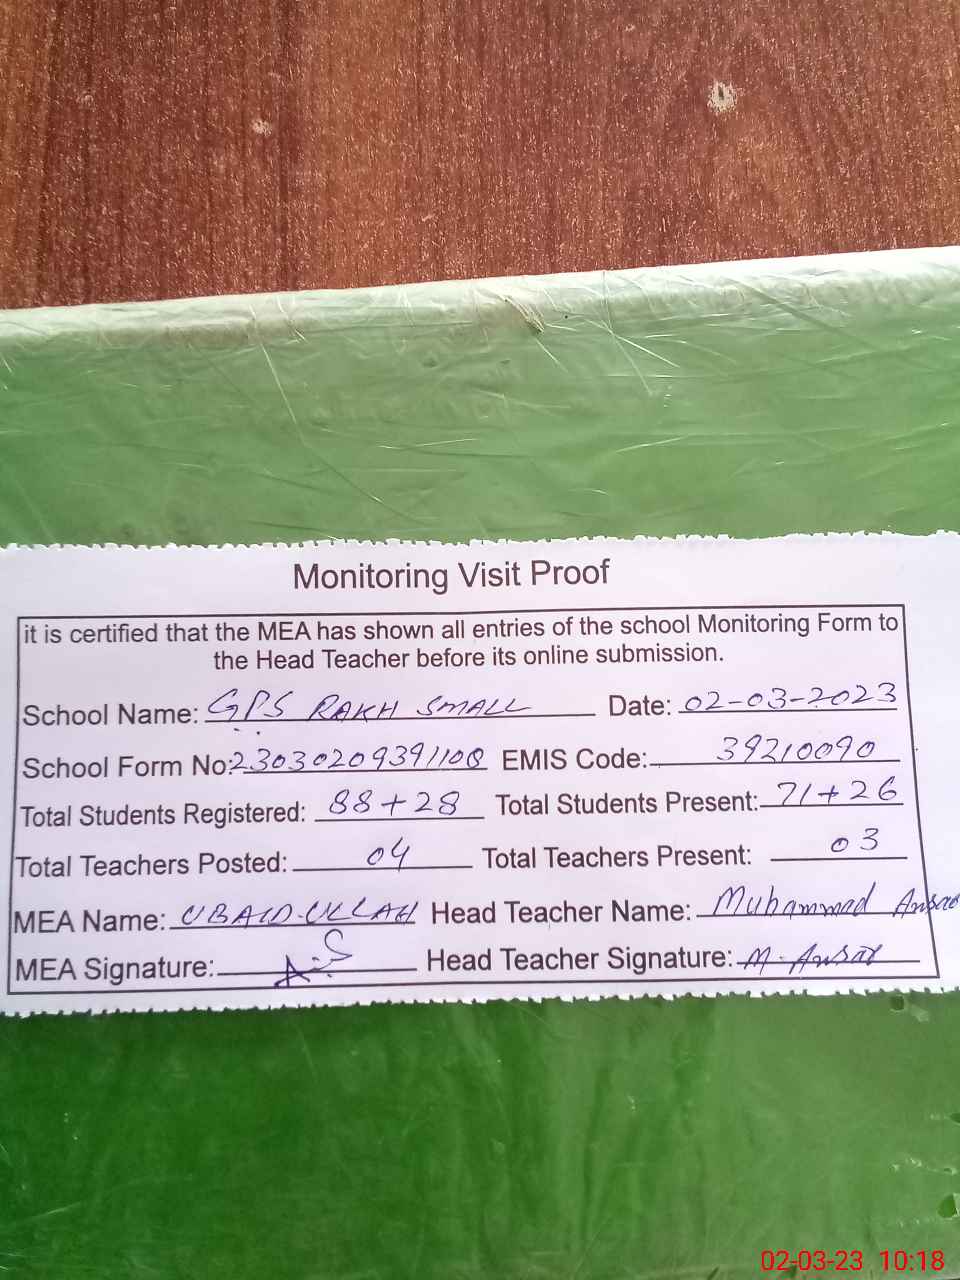 Monitoring Visit Proof
it is certified that the MEA has shown all entries of the school Monitoring Form to
the Head Teacher before its online submission.
School Name: GPS RAKH SMALL Date: 02-03-2023
School Form No: 23030209391108 EMIS Code: 39210090
Total Students Registered: 88+28 Total Students Present: 71+26
Total Teachers Posted: 04 Total Teachers Present: 03
MEA Name: UBAID-ULLAH Head Teacher Name: Muhammad Ansar
MEA Signature: Head Teacher Signature: M. Ansar
02-03-23 10:18